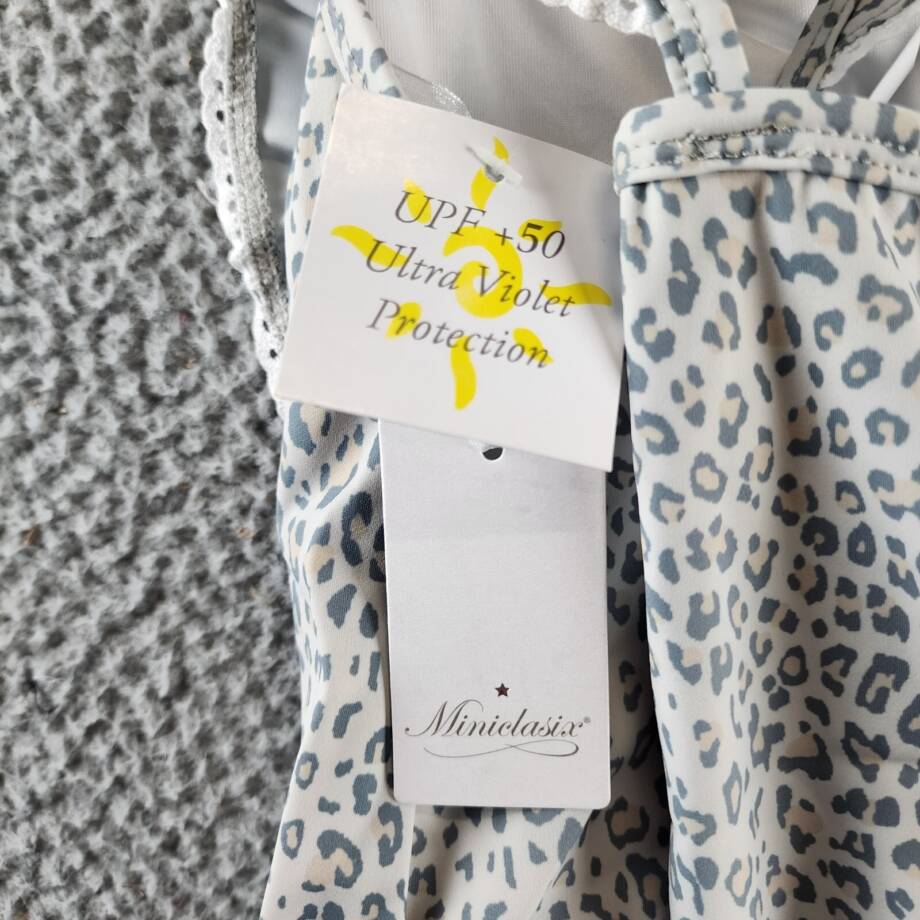 UPF +50
Ultra Violet
Protection
Miniclasix®